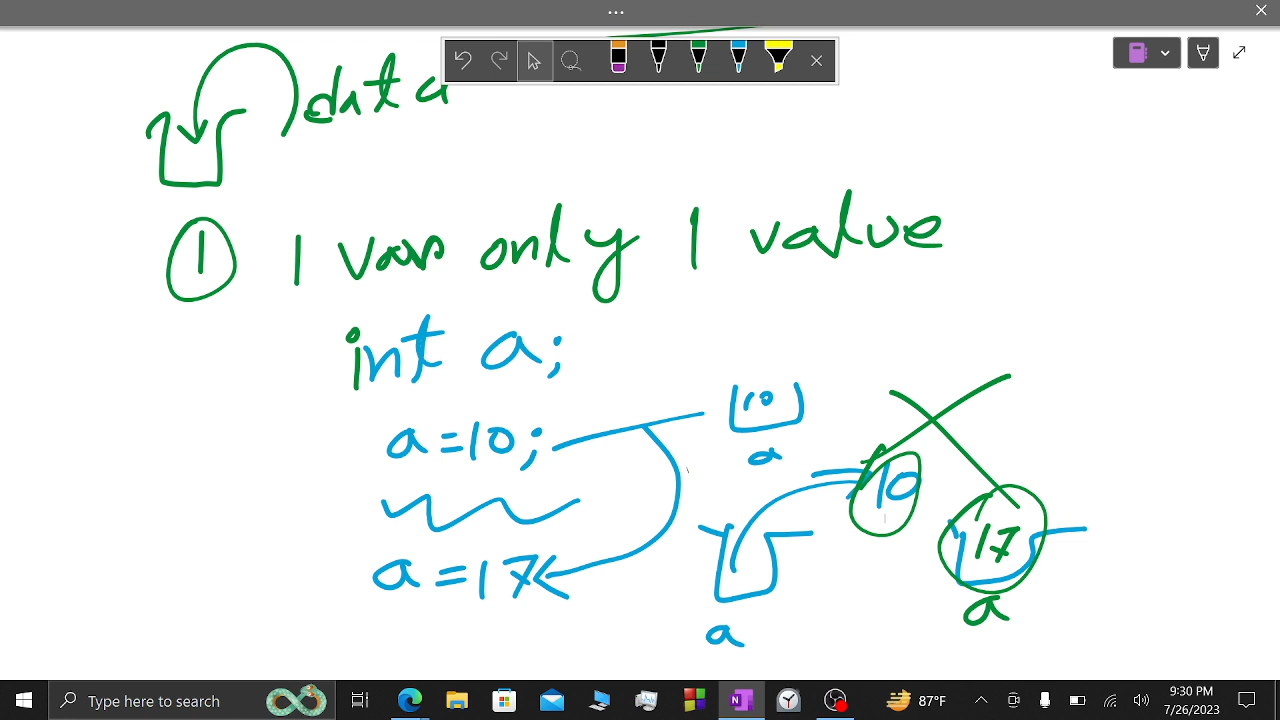 data
① 1 var only 1 value
int a;
a=10;
10
a
10
a=17
17
a
a
Type here to search
87°F
9:30 PM
7/26/2023